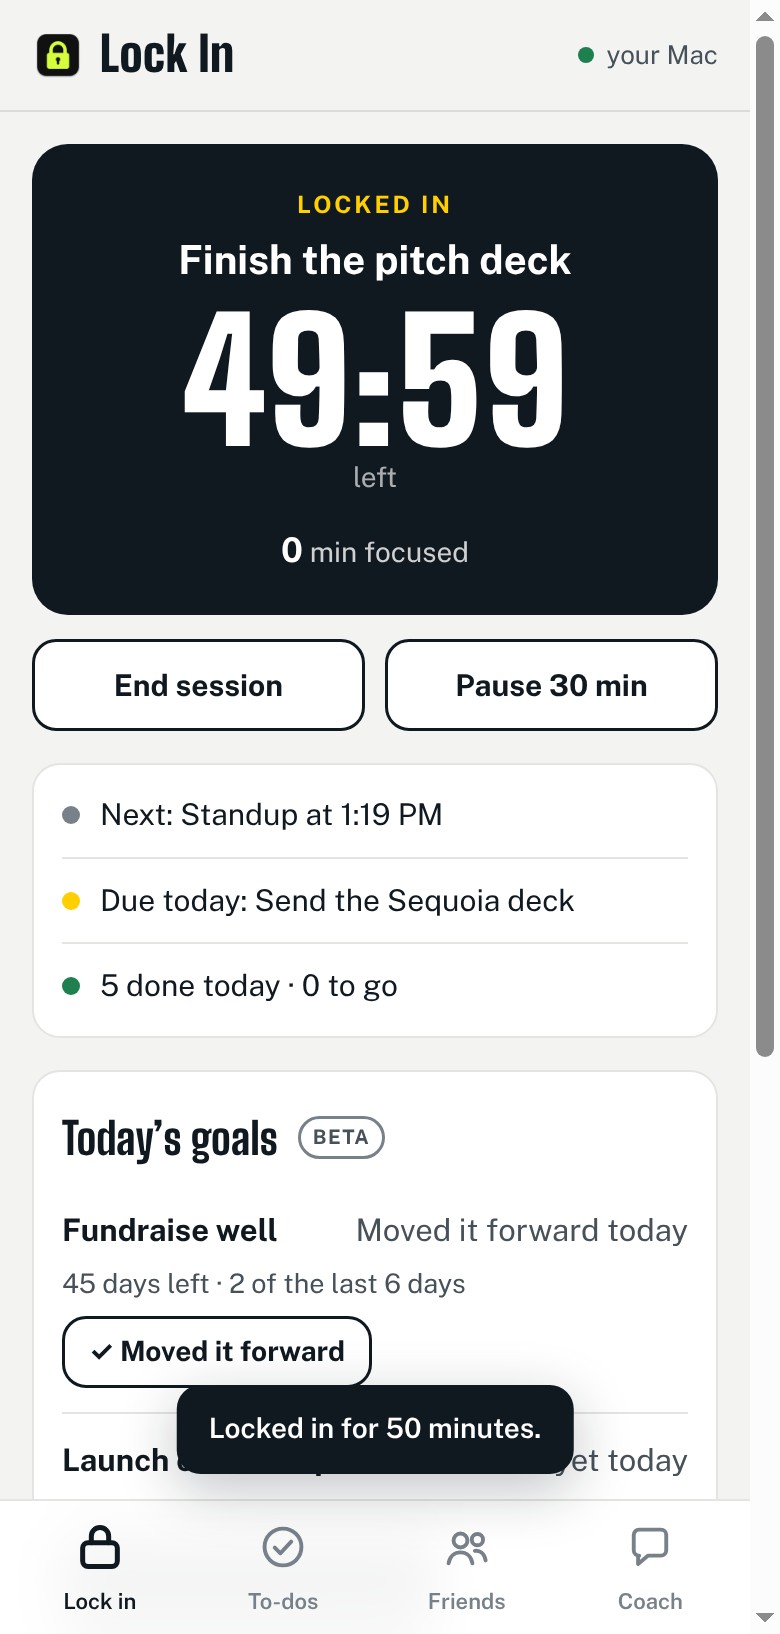 Lock In
your Mac
LOCKED IN
Finish the pitch deck
49:59
left
0 min focused
End session
Pause 30 min
Next: Standup at 1:19 PM
Due today: Send the Sequoia deck
5 done today · 0 to go
Today's goals BETA
Fundraise well
Moved it forward today
45 days left · 2 of the last 6 days
✓ Moved it forward
Locked in for 50 minutes.
Launch
yet today
Lock in
To-dos
Friends
Coach